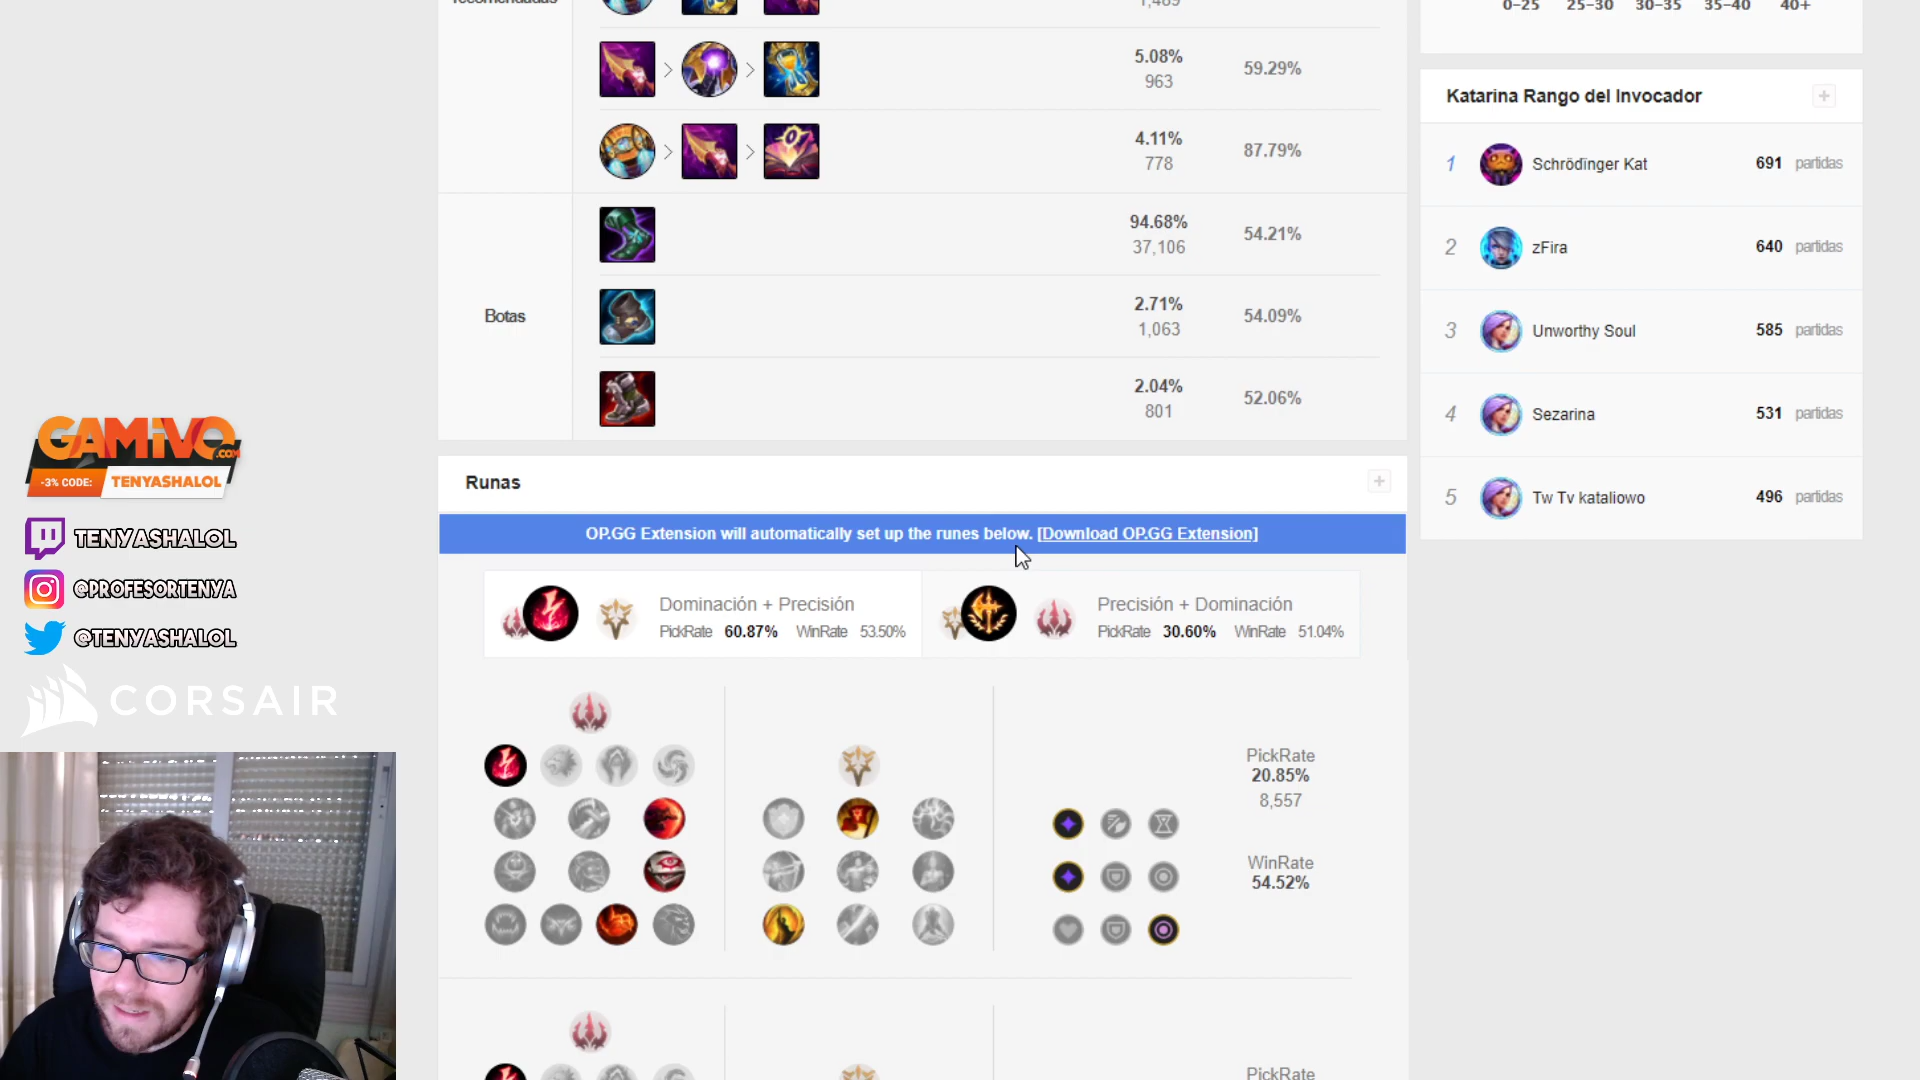 recomendadas
1,489
0-25 25-30 30-35 35-40 40+
5.08%
963
59.29%
4.11%
778
87.79%
Botas
94.68%
37,106
54.21%
2.71%
1,063
54.09%
2.04%
801
52.06%
Katarina Rango del Invocador
1 Schrödinger Kat 691 partidas
2 zFira 640 partidas
3 Unworthy Soul 585 partidas
4 Sezarina 531 partidas
5 Tw Tv kataliowo 496 partidas
Runas
OP.GG Extension will automatically set up the runes below. [Download OP.GG Extension]
Dominación + Precisión
PickRate 60.87% WinRate 53.50%
Precisión + Dominación
PickRate 30.60% WinRate 51.04%
PickRate
20.85%
8,557
WinRate
54.52%
PickRate
GAMIVO.COM
-3% CODE: TENYASHALOL
TENYASHALOL
@PROFESORTENYA
@TENYASHALOL
CORSAIR